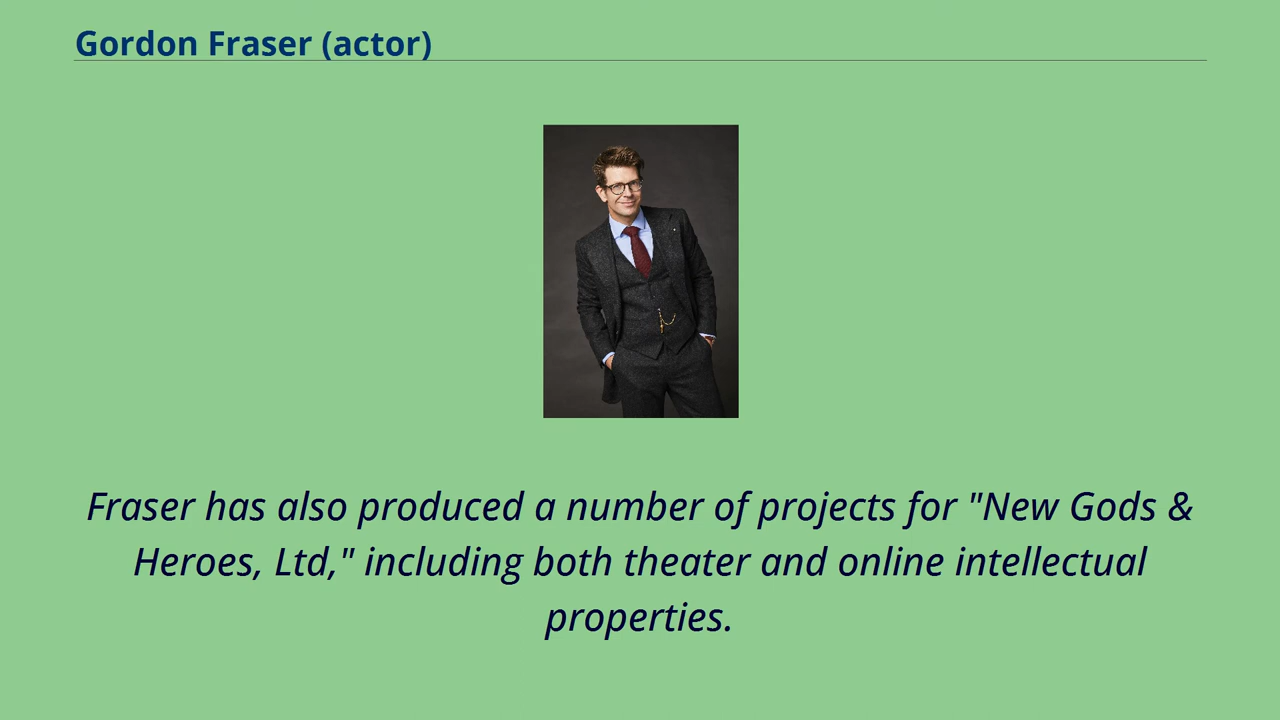 Gordon Fraser (actor)
Fraser has also produced a number of projects for "New Gods &
Heroes, Ltd," including both theater and online intellectual
properties.